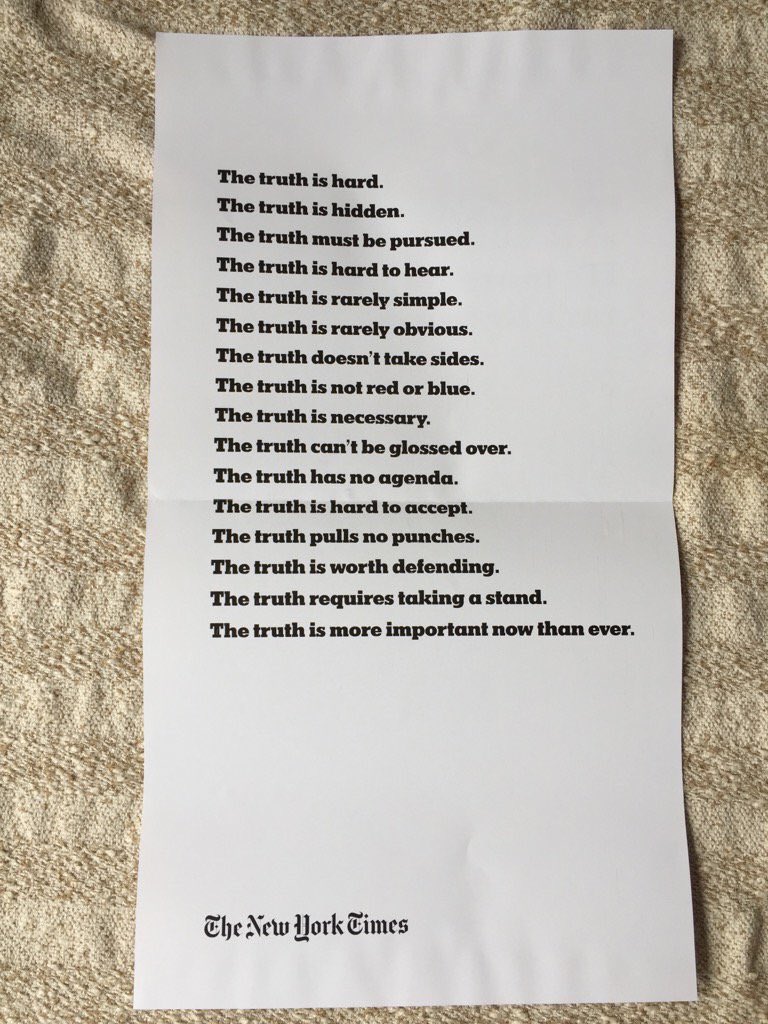 The truth is hard.
The truth is hidden.
The truth must be pursued.
The truth is hard to hear.
The truth is rarely simple.
The truth is rarely obvious.
The truth doesn't take sides.
The truth is not red or blue.
The truth is necessary.
The truth can't be glossed over.
The truth has no agenda.
The truth is hard to accept.
The truth pulls no punches.
The truth is worth defending.
The truth requires taking a stand.
The truth is more important now than ever.
The New York Times